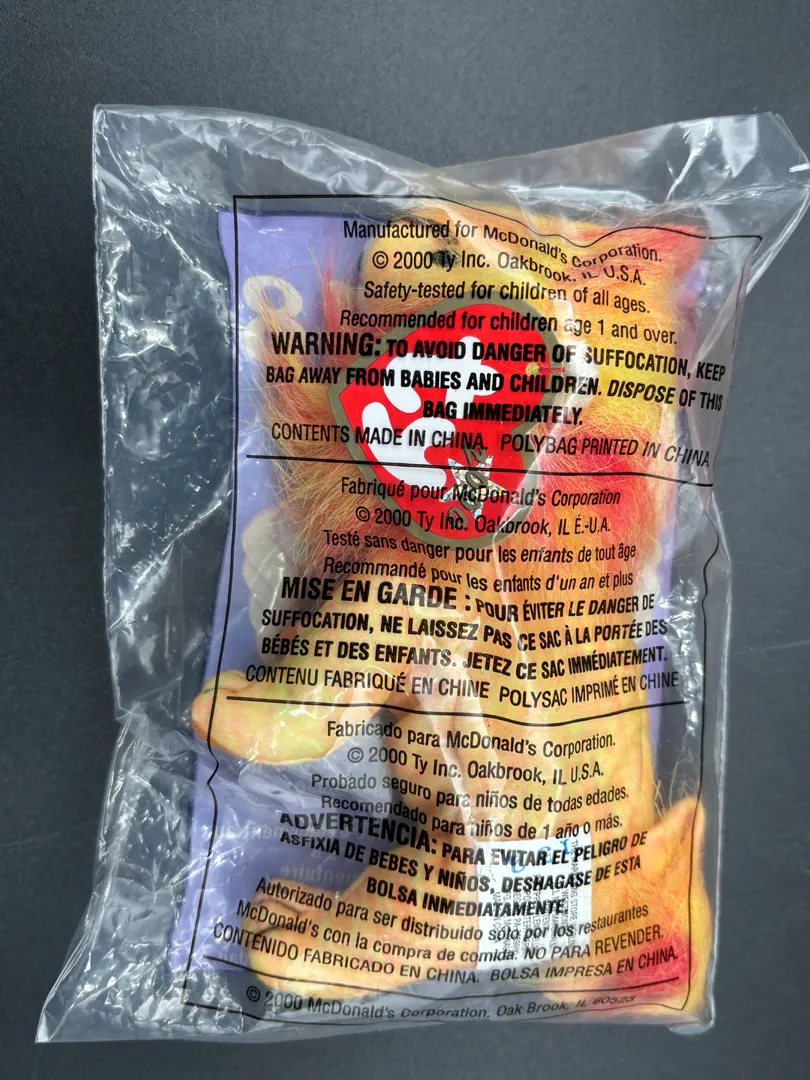 Manufactured for McDonald's Corporation.
© 2000 Ty Inc. Oakbrook, IL U.S.A.
Safety-tested for children of all ages.
Recommended for children age 1 and over.
WARNING: TO AVOID DANGER OF SUFFOCATION, KEEP
BAG AWAY FROM BABIES AND CHILDREN. DISPOSE OF THIS
BAG IMMEDIATELY.
CONTENTS MADE IN CHINA. POLYBAG PRINTED IN CHINA
ty
Fabriqué pour McDonald's Corporation
© 2000 Ty Inc. Oakbrook, IL É.-U.A.
Testé sans danger pour les enfants de tout âge
Recommandé pour les enfants d'un an et plus
MISE EN GARDE : POUR ÉVITER LE DANGER DE
SUFFOCATION, NE LAISSEZ PAS CE SAC À LA PORTÉE DES
BÉBÉS ET DES ENFANTS. JETEZ CE SAC IMMÉDIATEMENT.
CONTENU FABRIQUÉ EN CHINE POLYSAC IMPRIMÉ EN CHINE
Fabricado para McDonald's Corporation.
© 2000 Ty Inc. Oakbrook, IL U.S.A.
Probado seguro para niños de todas edades.
Recomendado para niños de 1 año o más.
ADVERTENCIA: PARA EVITAR EL PELIGRO DE
ASFIXIA DE BEBES Y NIÑOS, DESHAGASE DE ESTA
BOLSA INMEDIATAMENTE.
Autorizado para ser distribuido sólo por los restaurantes
McDonald's con la compra de comida. NO PARA REVENDER.
CONTENIDO FABRICADO EN CHINA. BOLSA IMPRESA EN CHINA.
© 2000 McDonald's Corporation, Oak Brook, IL 60523